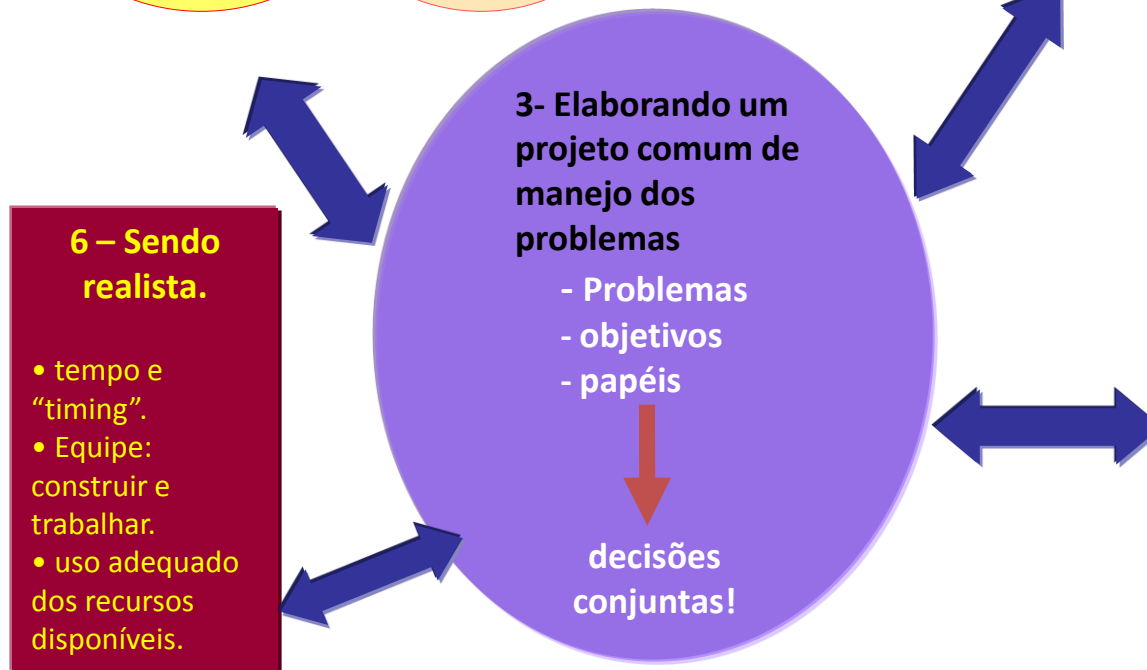 3- Elaborando um
projeto comum de
manejo dos
problemas
- Problemas
- objetivos
- papéis
decisões
conjuntas!
6 – Sendo
realista.
• tempo e
“timing”.
• Equipe:
construir e
trabalhar.
• uso adequado
dos recursos
disponíveis.